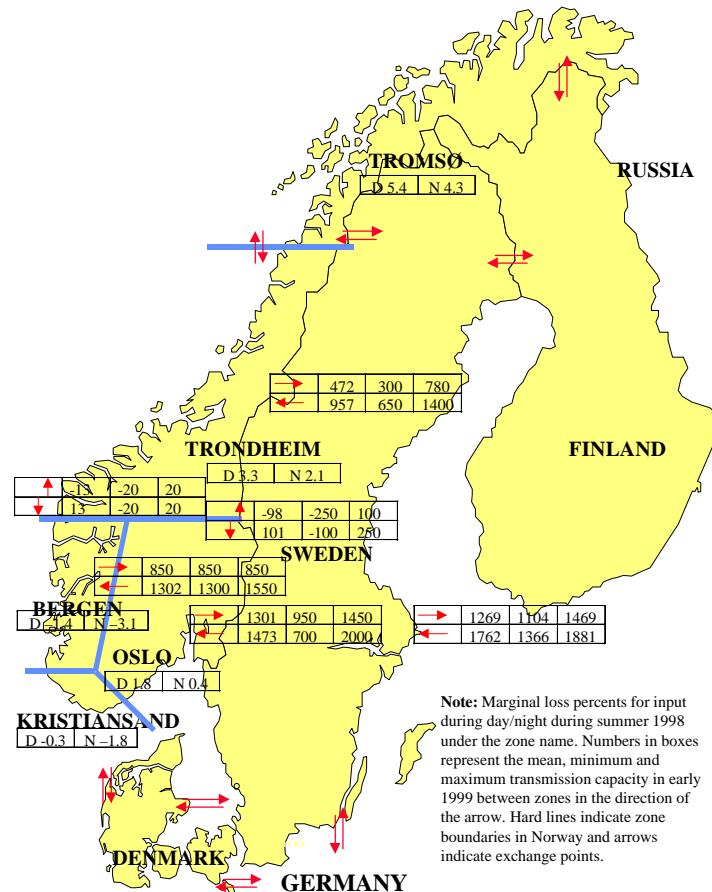 TROMSØ
RUSSIA
D 5.4 N 4.3
472 300 780
957 650 1400
TRONDHEIM
FINLAND
D 3.3 N 2.1
-13 -20 20
13 -20 20
-98 -250 100
101 -100 250
SWEDEN
850 850 850
1302 1300 1550
BERGEN
D –1.4 N –3.1
1301 950 1450
1473 700 2000
1269 1104 1469
1762 1366 1881
OSLO
D 1.8 N 0.4
KRISTIANSAND
D -0.3 N –1.8
Note: Marginal loss percents for input
during day/night during summer 1998
under the zone name. Numbers in boxes
represent the mean, minimum and
maximum transmission capacity in early
1999 between zones in the direction of
the arrow. Hard lines indicate zone
boundaries in Norway and arrows
indicate exchange points.
DENMARK
GERMANY